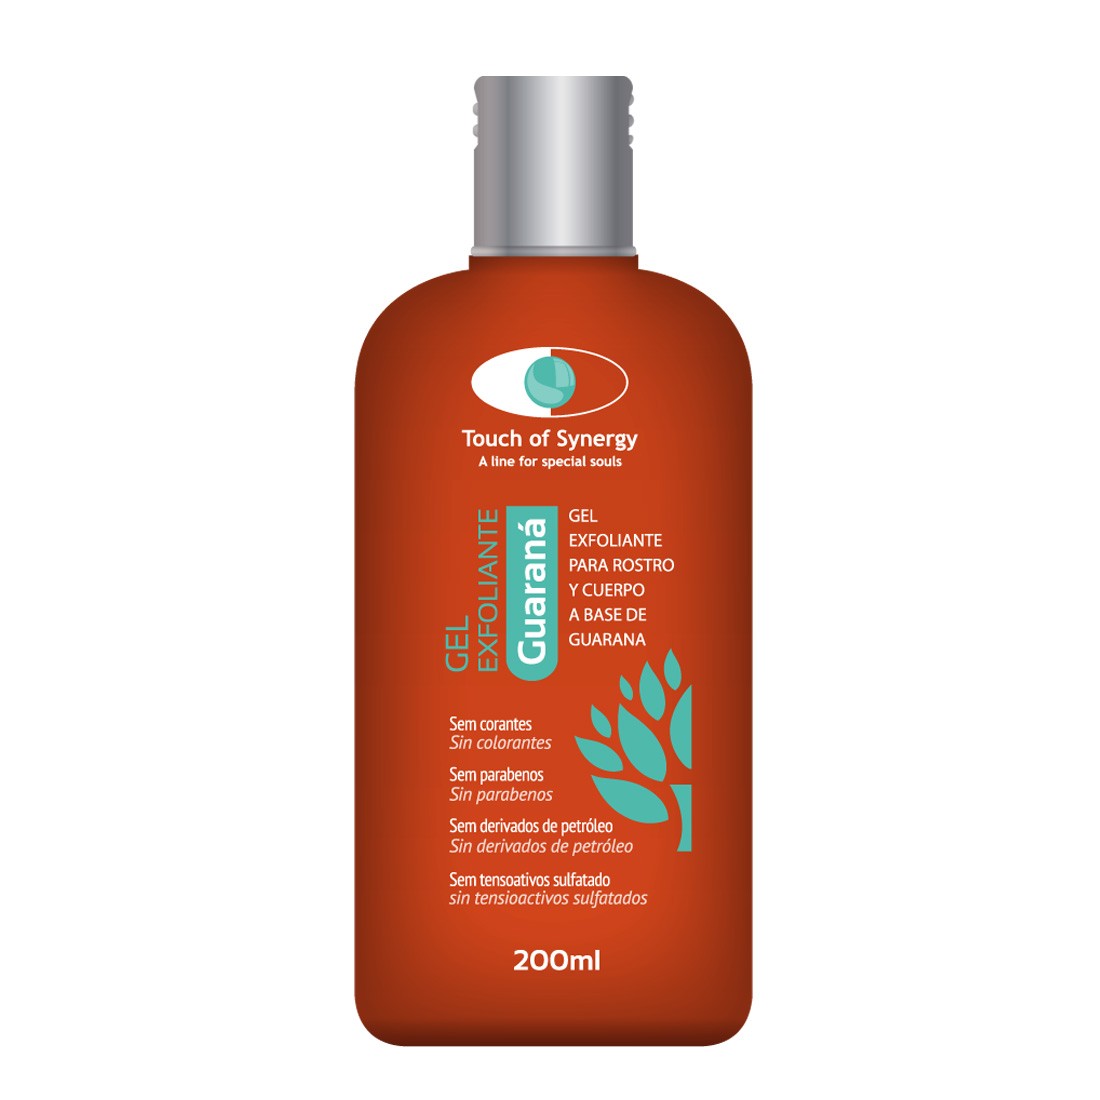 Touch of Synergy
A line for special souls
GEL
EXFOLIANTE
Guaraná
GEL
EXFOLIANTE
PARA ROSTRO
Y CUERPO
A BASE DE
GUARANA
Sem corantes
Sin colorantes
Sem parabenos
Sin parabenos
Sem derivados de petróleo
Sin derivados de petróleo
Sem tensoativos sulfatado
sin tensioactivos sulfatados
200ml